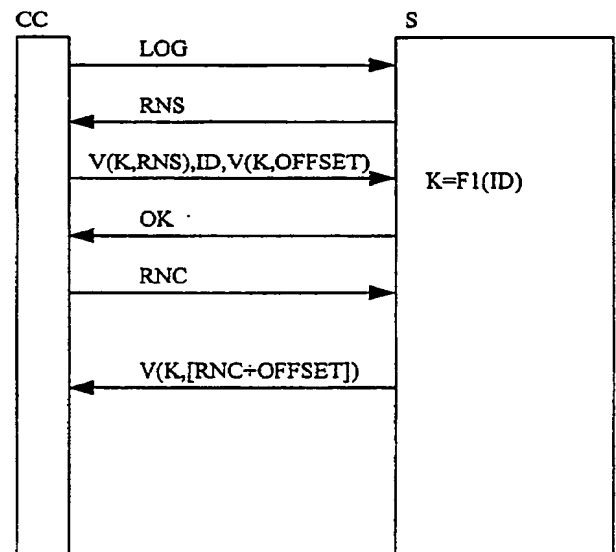 CC
S
LOG
RNS
V(K,RNS),ID,V(K,OFFSET)
K=F1(ID)
OK
RNC
V(K,[RNC÷OFFSET])